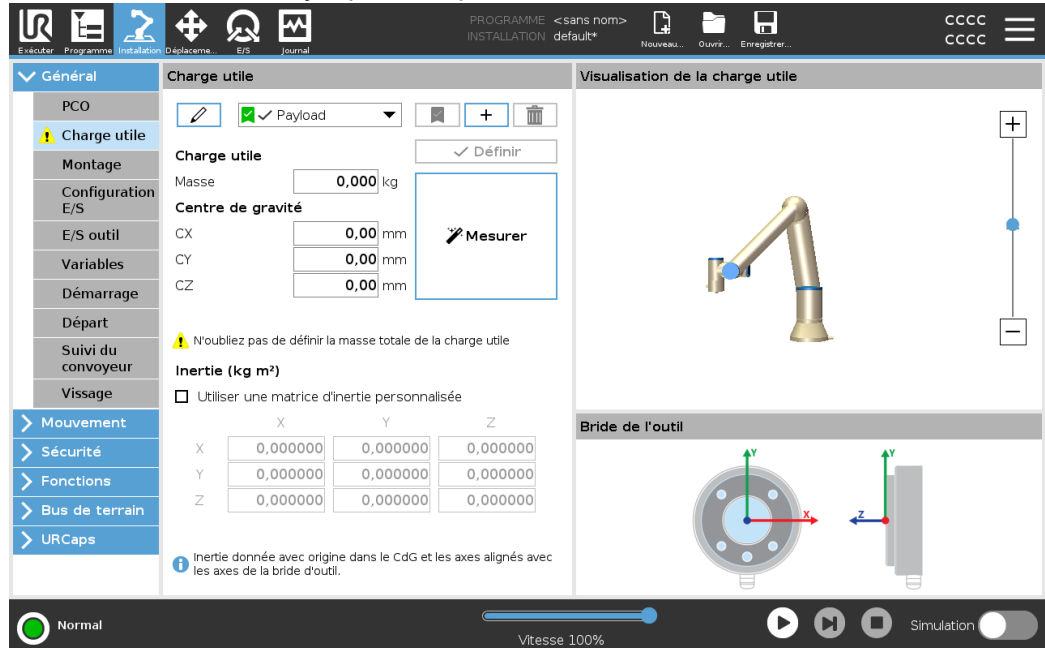 PROGRAMME <sans nom>
INSTALLATION default*
CCCC
CCCC
Exécuter
Programme
Installation
Déplaceme...
E/S
Journal
Nouveau...
Ouvrir...
Enregistrer...
Général
PCO
Charge utile
Montage
Configuration
E/S
E/S outil
Variables
Démarrage
Départ
Suivi du
convoyeur
Vissage
Mouvement
Sécurité
Fonctions
Bus de terrain
URCaps
Charge utile
Payload
+
Définir
Charge utile
Masse 0,000 kg
Centre de gravité
CX 0,00 mm
CY 0,00 mm
CZ 0,00 mm
Mesurer
N'oubliez pas de définir la masse totale de la charge utile
Inertie (kg m²)
Utiliser une matrice d'inertie personnalisée
X Y Z
X 0,000000 0,000000 0,000000
Y 0,000000 0,000000 0,000000
Z 0,000000 0,000000 0,000000
Inertie donnée avec origine dans le CdG et les axes alignés avec
les axes de la bride d'outil.
Visualisation de la charge utile
+
−
Bride de l'outil
Y
X
Y
Z
Normal
Vitesse 100%
Simulation